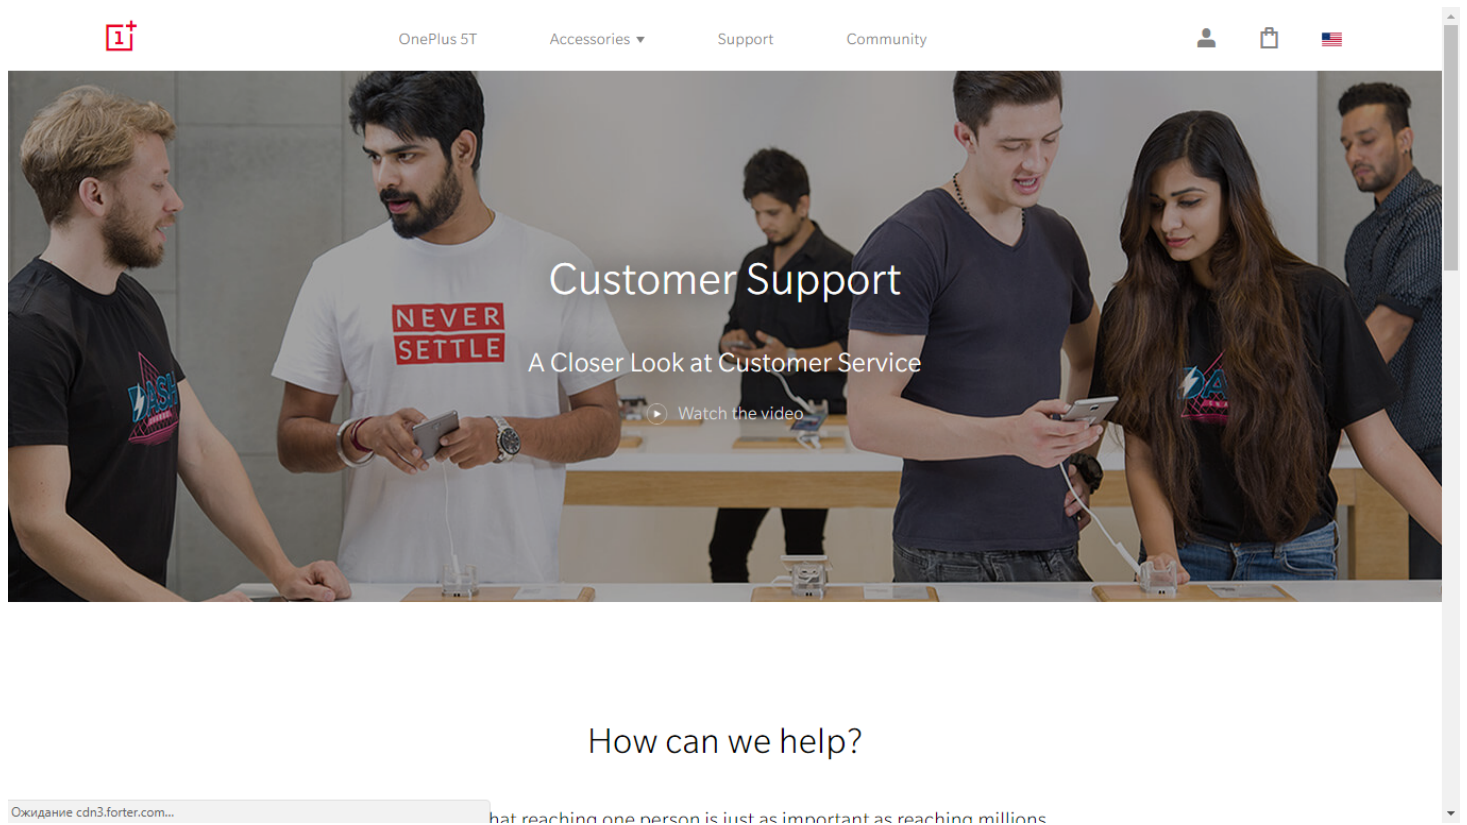 OnePlus 5T
Accessories
Support
Community
Customer Support
NEVER
SETTLE
A Closer Look at Customer Service
DASH
Watch the video
How can we help?
Ожидание cdn3.forter.com...
hat reaching one person is just as important as reaching millions